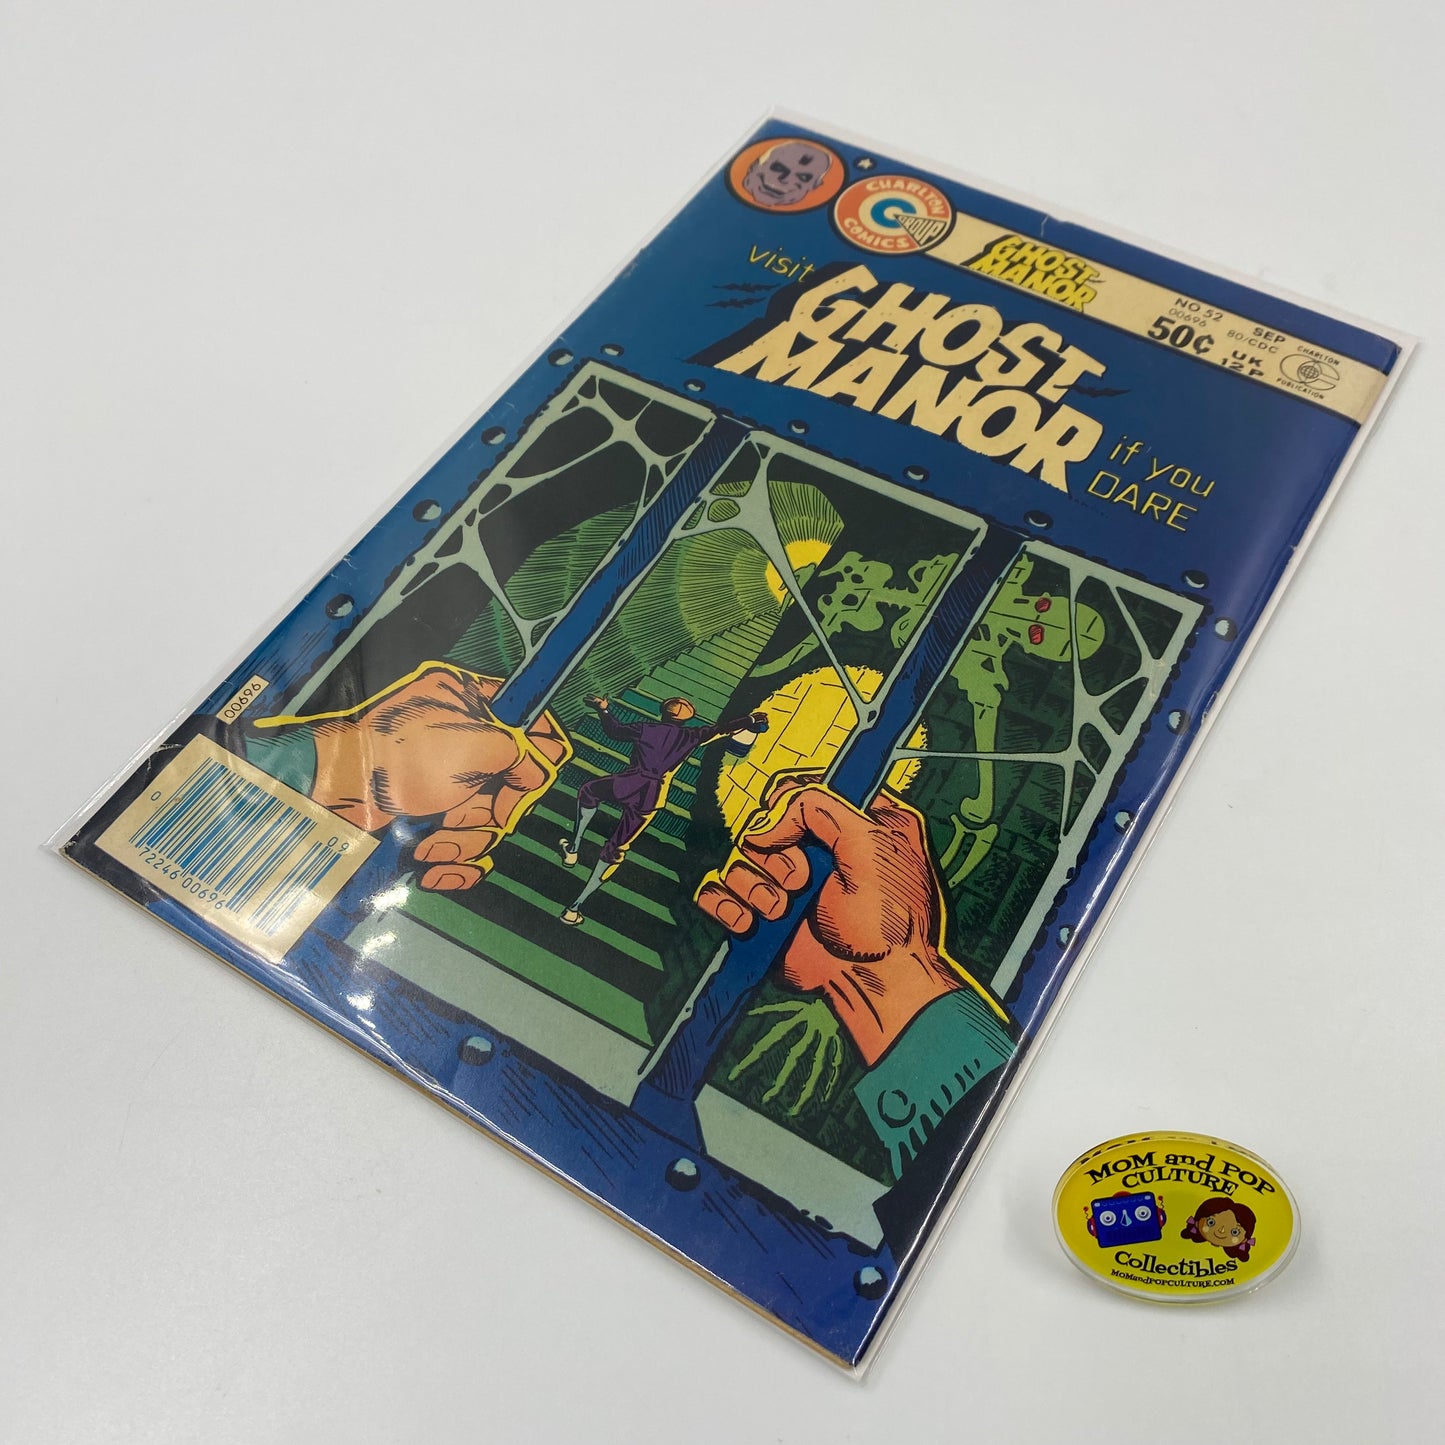 CHARLTON
COMICS
GROUP
GHOST
MANOR
NO 52
00696
SEP
80/CDC
50¢
UK
12P
CHARLTON
PUBLICATION
visit
GHOST
MANOR
if you
DARE
00696
0
09
72246 00696
MOM and POP
CULTURE
Collectibles
MOMandPOPCULTURE.COM